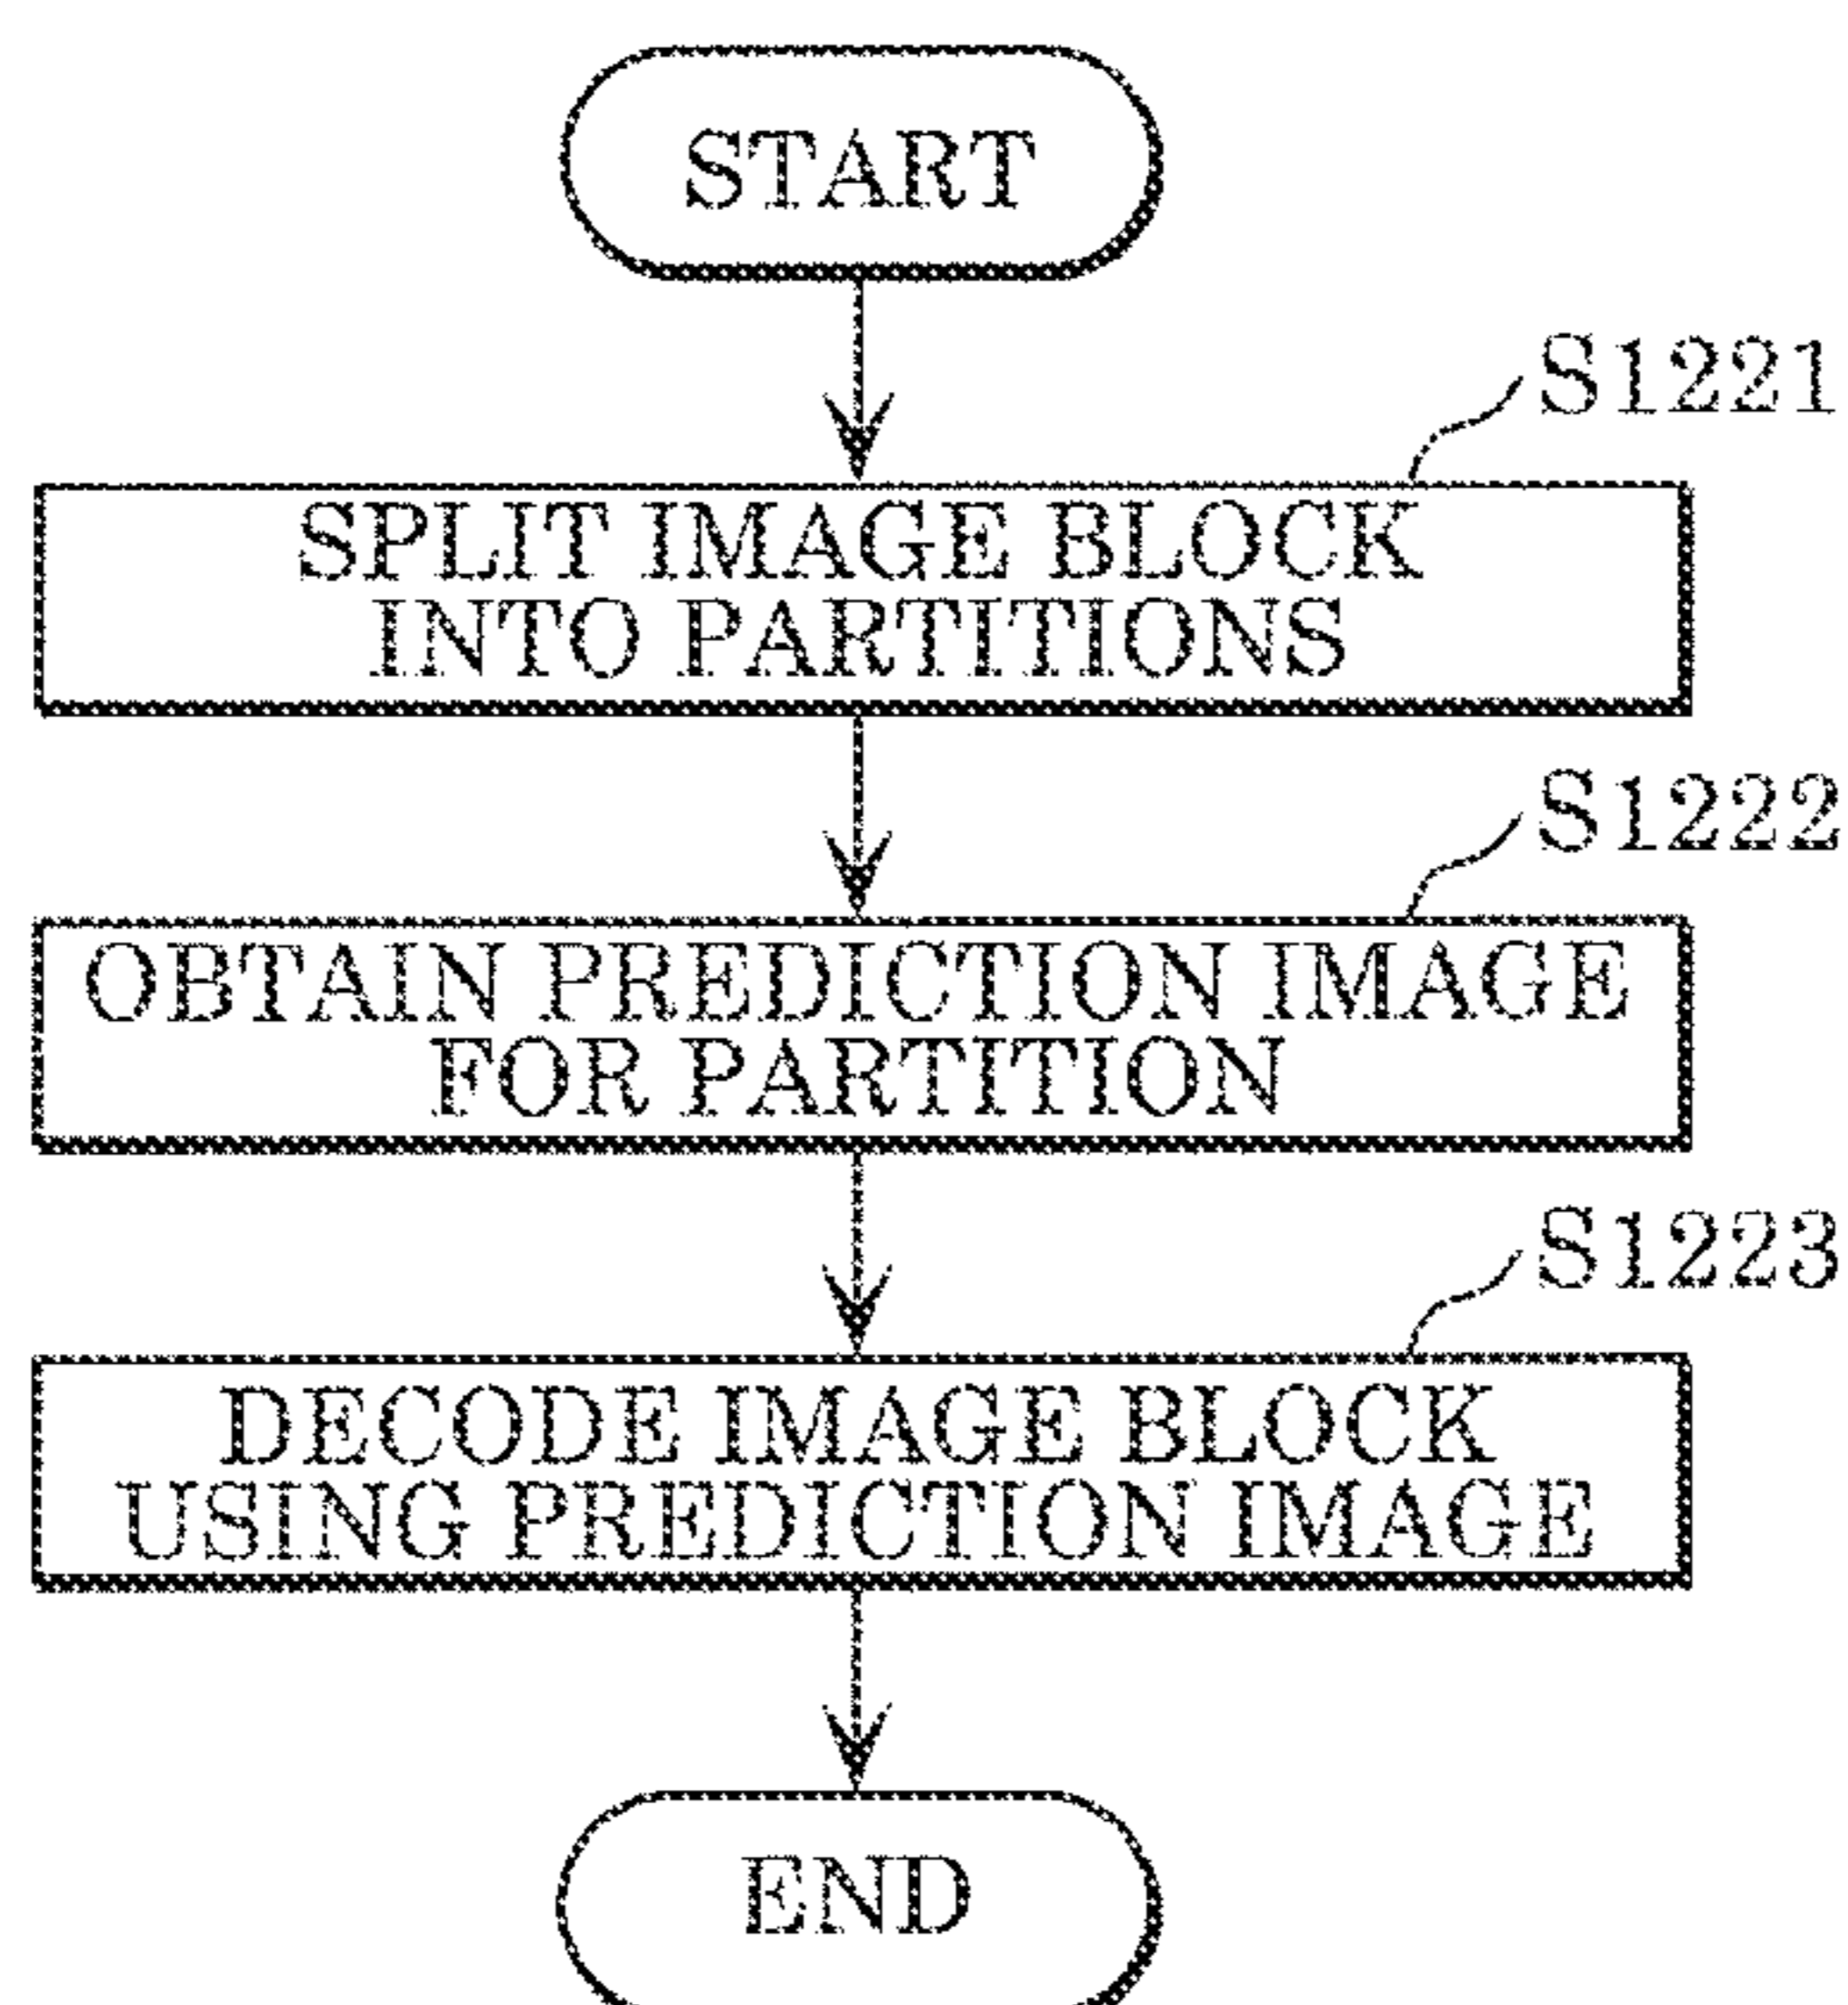 START
S1221
SPLIT IMAGE BLOCK
INTO PARTITIONS
S1222
OBTAIN PREDICTION IMAGE
FOR PARTITION
S1223
DECODE IMAGE BLOCK
USING PREDICTION IMAGE
END